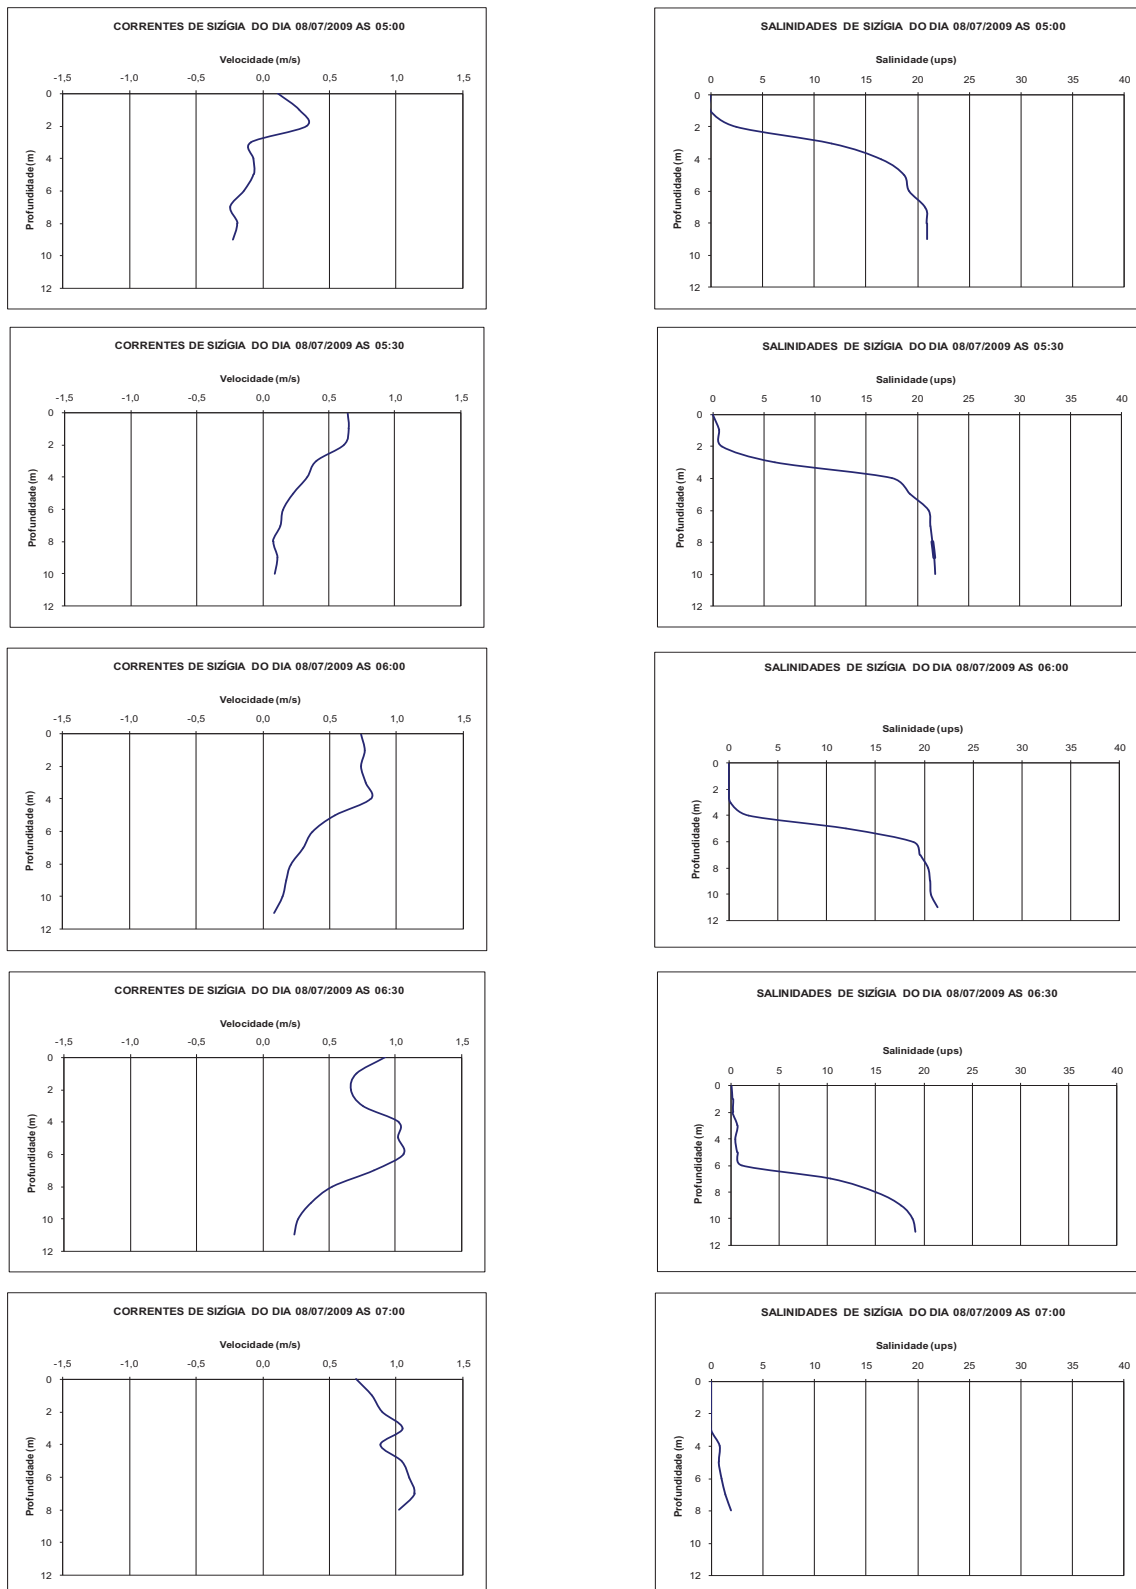 CORRENTES DE SIZÍGIA DO DIA 08/07/2009 AS 05:00
Velocidade (m/s)
-1,5 -1,0 -0,5 0,0 0,5 1,0 1,5
0
2
4
6
8
10
12
Profundidade (m)
SALINIDADES DE SIZÍGIA DO DIA 08/07/2009 AS 05:00
Salinidade (ups)
0 5 10 15 20 25 30 35 40
0
2
4
6
8
10
12
Profundidade (m)
CORRENTES DE SIZÍGIA DO DIA 08/07/2009 AS 05:30
Velocidade (m/s)
-1,5 -1,0 -0,5 0,0 0,5 1,0 1,5
0
2
4
6
8
10
12
Profundidade (m)
SALINIDADES DE SIZÍGIA DO DIA 08/07/2009 AS 05:30
Salinidade (ups)
0 5 10 15 20 25 30 35 40
0
2
4
6
8
10
12
Profundidade (m)
CORRENTES DE SIZÍGIA DO DIA 08/07/2009 AS 06:00
Velocidade (m/s)
-1,5 -1,0 -0,5 0,0 0,5 1,0 1,5
0
2
4
6
8
10
12
Profundidade (m)
SALINIDADES DE SIZÍGIA DO DIA 08/07/2009 AS 06:00
Salinidade (ups)
0 5 10 15 20 25 30 35 40
0
2
4
6
8
10
12
Profundidade (m)
CORRENTES DE SIZÍGIA DO DIA 08/07/2009 AS 06:30
Velocidade (m/s)
-1,5 -1,0 -0,5 0,0 0,5 1,0 1,5
0
2
4
6
8
10
12
Profundidade (m)
SALINIDADES DE SIZÍGIA DO DIA 08/07/2009 AS 06:30
Salinidade (ups)
0 5 10 15 20 25 30 35 40
0
2
4
6
8
10
12
Profundidade (m)
CORRENTES DE SIZÍGIA DO DIA 08/07/2009 AS 07:00
Velocidade (m/s)
-1,5 -1,0 -0,5 0,0 0,5 1,0 1,5
0
2
4
6
8
10
12
Profundidade (m)
SALINIDADES DE SIZÍGIA DO DIA 08/07/2009 AS 07:00
Salinidade (ups)
0 5 10 15 20 25 30 35 40
0
2
4
6
8
10
12
Profundidade (m)